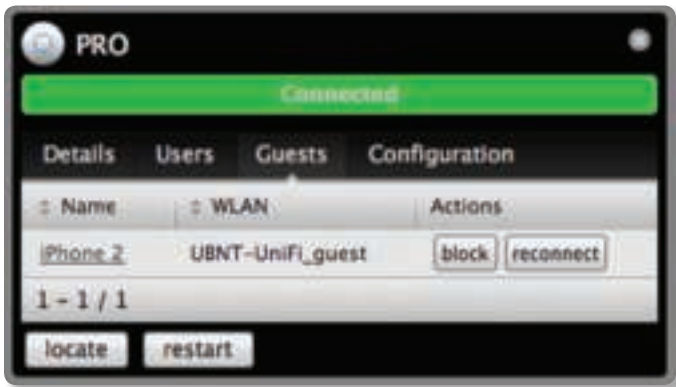 PRO
Connected
Details Users Guests Configuration
Name WLAN Actions
iPhone 2 UBNT-UniFi_guest block reconnect
1 - 1 / 1
locate restart